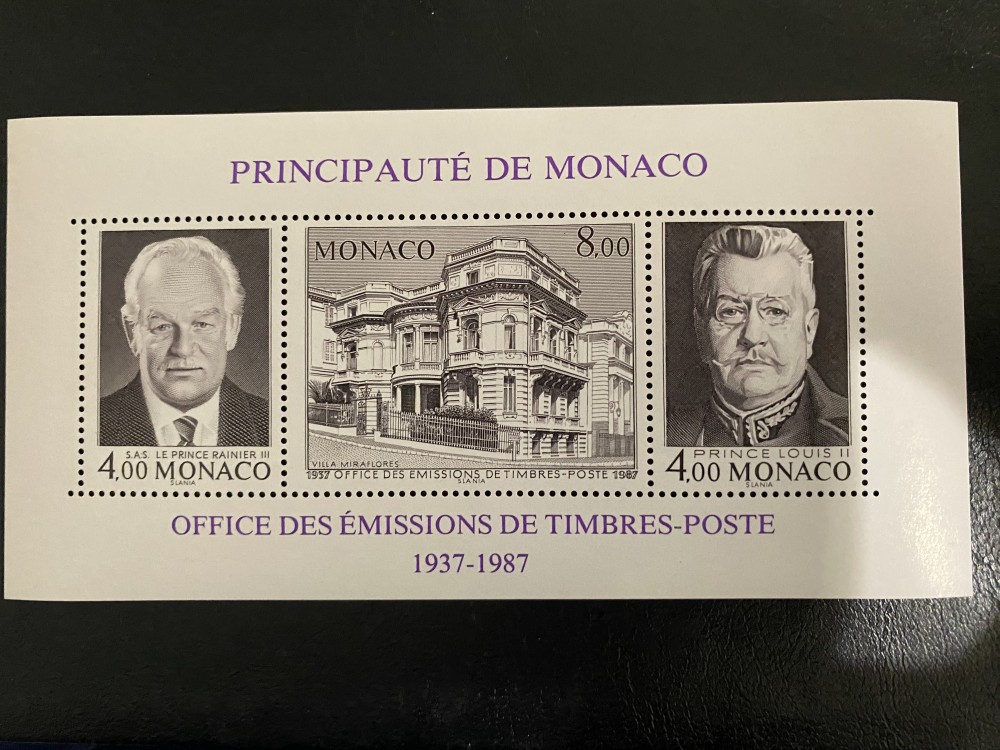 PRINCIPAUTÉ DE MONACO
S.A.S. LE PRINCE RAINIER III
4,00 MONACO
SLANIA
MONACO 8,00
VILLA MIRAFLORES
1937 OFFICE DES EMISSIONS DE TIMBRES-POSTE 1987
SLANIA
PRINCE LOUIS II
4,00 MONACO
SLANIA
OFFICE DES ÉMISSIONS DE TIMBRES-POSTE
1937-1987